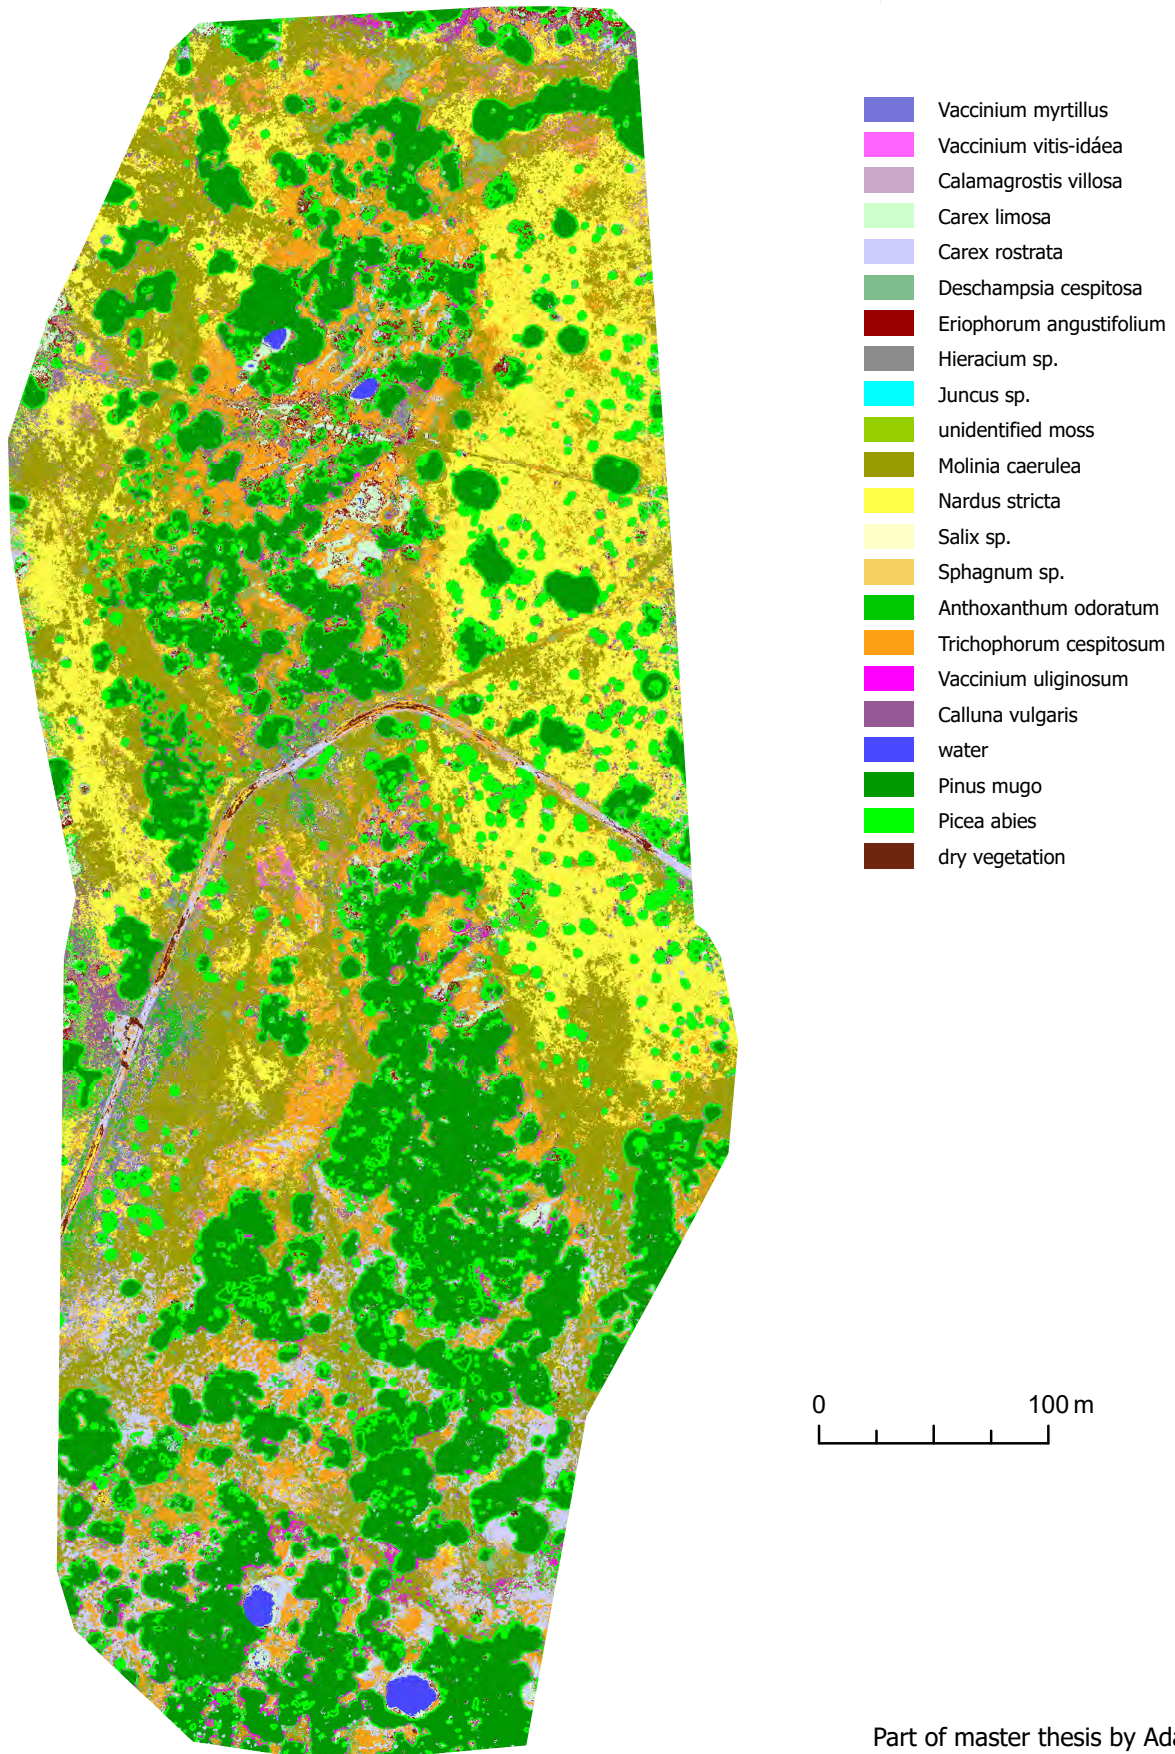 Vaccinium myrtillus
Vaccinium vitis-idáea
Calamagrostis villosa
Carex limosa
Carex rostrata
Deschampsia cespitosa
Eriophorum angustifolium
Hieracium sp.
Juncus sp.
unidentified moss
Molinia caerulea
Nardus stricta
Salix sp.
Sphagnum sp.
Anthoxanthum odoratum
Trichophorum cespitosum
Vaccinium uliginosum
Calluna vulgaris
water
Pinus mugo
Picea abies
dry vegetation
0 100 m
Part of master thesis by